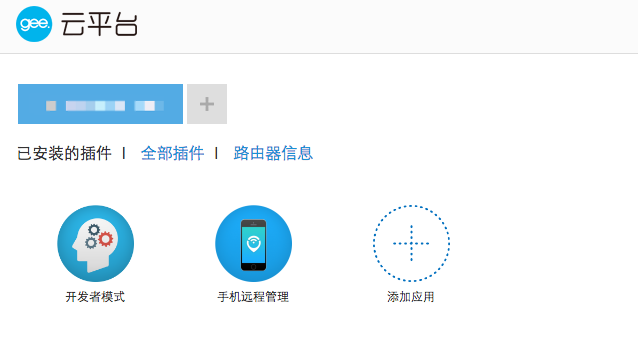 gee. 云平台
+
已安装的插件 | 全部插件 | 路由器信息
开发者模式 手机远程管理 添加应用